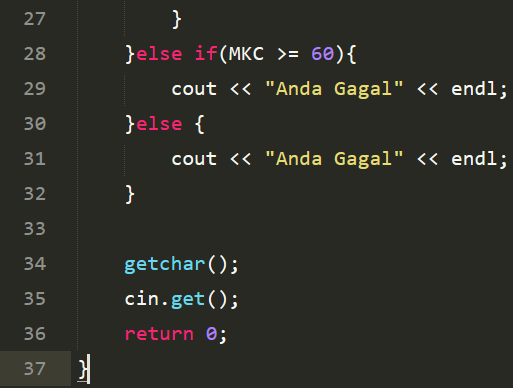 27 }
28 }else if(MKC >= 60){
29 cout << "Anda Gagal" << endl;
30 }else {
31 cout << "Anda Gagal" << endl;
32 }
33
34 getchar();
35 cin.get();
36 return 0;
37 }